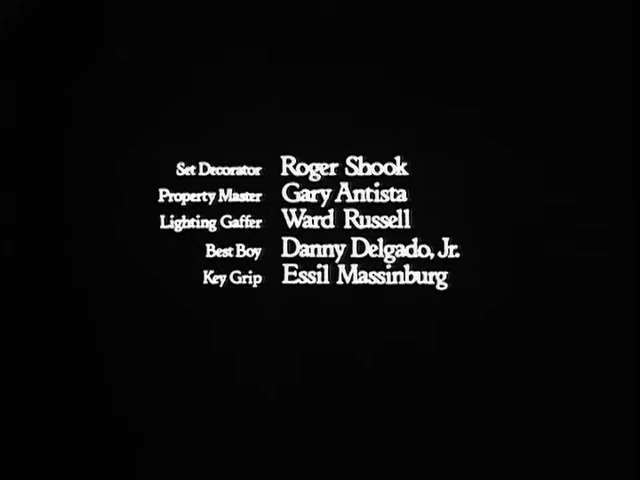 Set Decorator Roger Shook
Property Master Gary Antista
Lighting Gaffer Ward Russell
Best Boy Danny Delgado, Jr.
Key Grip Essil Massinburg